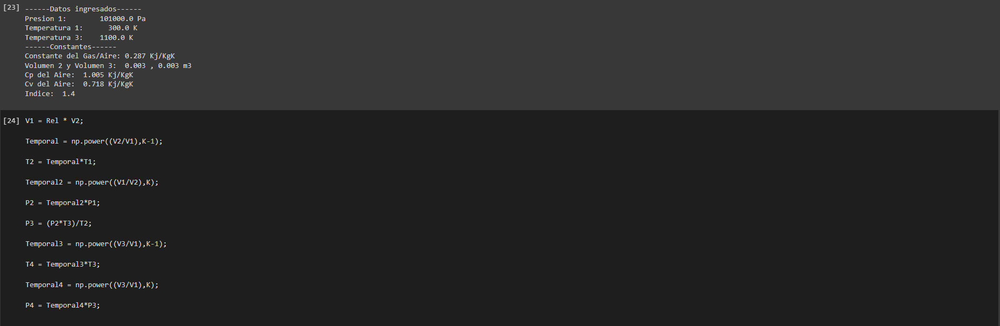 [23] ------Datos ingresados------
Presion 1:        101000.0 Pa
Temperatura 1:      300.0 K
Temperatura 3:    1100.0 K
------Constantes------
Constante del Gas/Aire: 0.287 Kj/KgK
Volumen 2 y Volumen 3:  0.003 , 0.003 m3
Cp del Aire:  1.005 Kj/KgK
Cv del Aire:  0.718 Kj/KgK
Indice:  1.4
[24] V1 = Rel * V2;
Temporal = np.power((V2/V1),K-1);
T2 = Temporal*T1;
Temporal2 = np.power((V1/V2),K);
P2 = Temporal2*P1;
P3 = (P2*T3)/T2;
Temporal3 = np.power((V3/V1),K-1);
T4 = Temporal3*T3;
Temporal4 = np.power((V3/V1),K);
P4 = Temporal4*P3;